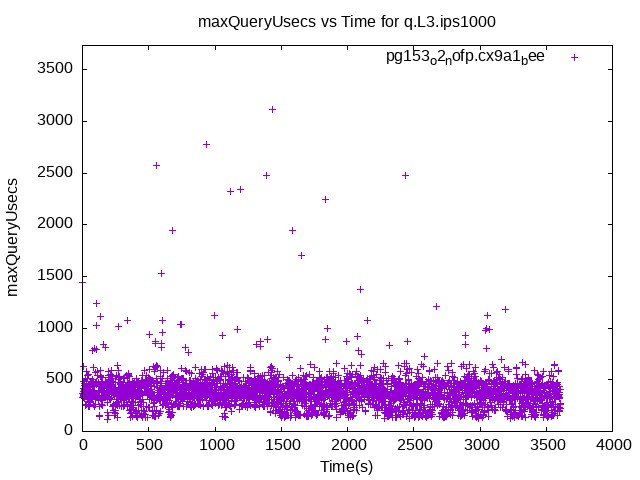 maxQueryUsecs vs Time for q.L3.ips1000
pg153o2nofp.cx9a1bee
maxQueryUsecs
3500
3000
2500
2000
1500
1000
500
0
0 500 1000 1500 2000 2500 3000 3500 4000
Time(s)